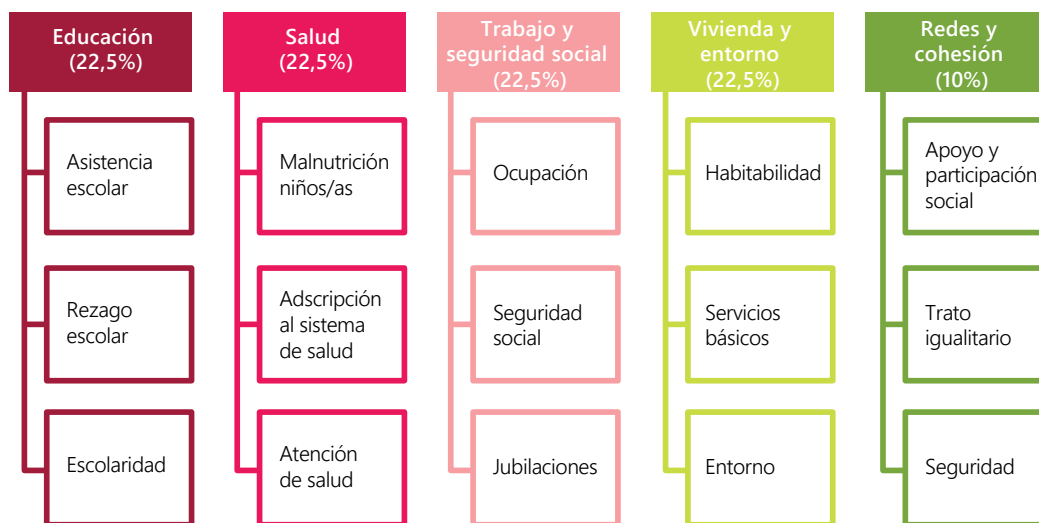 Educación
(22,5%)
Asistencia
escolar
Rezago
escolar
Escolaridad
Salud
(22,5%)
Malnutrición
niños/as
Adscripción
al sistema
de salud
Atención
de salud
Trabajo y
seguridad social
(22,5%)
Ocupación
Seguridad
social
Jubilaciones
Vivienda y
entorno
(22,5%)
Habitabilidad
Servicios
básicos
Entorno
Redes y
cohesión
(10%)
Apoyo y
participación
social
Trato
igualitario
Seguridad